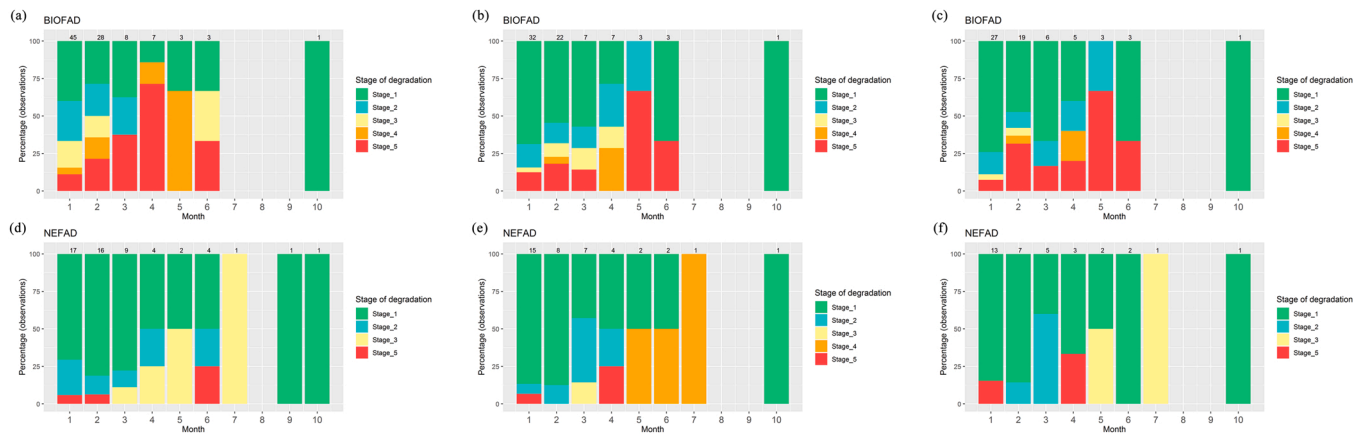 (a)
BIOFAD
45 28 8 7 3 3 1
100
75
50
25
0
Percentage (observations)
1 2 3 4 5 6 7 8 9 10
Month
Stage of degradation
Stage_1
Stage_2
Stage_3
Stage_4
Stage_5
(b)
BIOFAD
32 22 7 7 3 3 1
100
75
50
25
0
Percentage (observations)
1 2 3 4 5 6 7 8 9 10
Month
Stage of degradation
Stage_1
Stage_2
Stage_3
Stage_4
Stage_5
(c)
BIOFAD
27 19 6 5 3 3 1
100
75
50
25
0
Percentage (observations)
1 2 3 4 5 6 7 8 9 10
Month
Stage of degradation
Stage_1
Stage_2
Stage_3
Stage_4
Stage_5
(d)
NEFAD
17 16 9 4 2 4 1 1 1
100
75
50
25
0
Percentage (observations)
1 2 3 4 5 6 7 8 9 10
Month
Stage of degradation
Stage_1
Stage_2
Stage_3
Stage_5
(e)
NEFAD
15 8 7 4 2 2 1 1
100
75
50
25
0
Percentage (observations)
1 2 3 4 5 6 7 8 9 10
Month
Stage of degradation
Stage_1
Stage_2
Stage_3
Stage_4
Stage_5
(f)
NEFAD
13 7 5 3 2 2 1 1
100
75
50
25
0
Percentage (observations)
1 2 3 4 5 6 7 8 9 10
Month
Stage of degradation
Stage_1
Stage_2
Stage_3
Stage_5